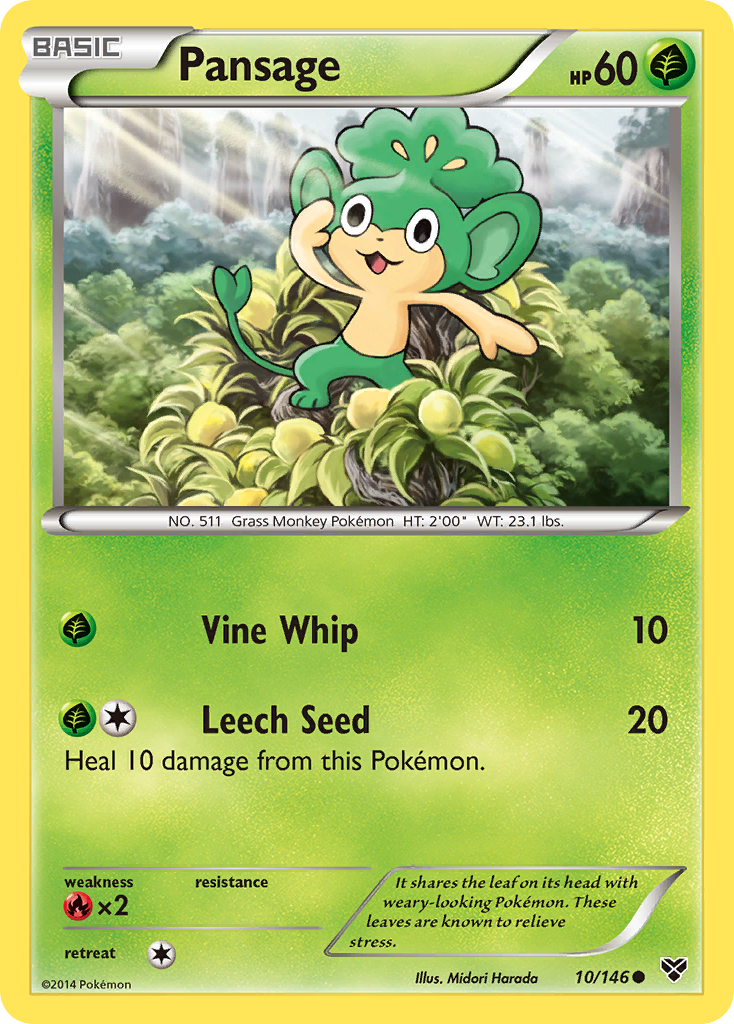 BASIC
Pansage
HP60
NO. 511 Grass Monkey Pokémon HT: 2'00" WT: 23.1 lbs.
Vine Whip 10
Leech Seed 20
Heal 10 damage from this Pokémon.
weakness resistance
×2
It shares the leaf on its head with
weary-looking Pokémon. These
leaves are known to relieve
stress.
retreat
©2014 Pokémon
Illus. Midori Harada
10/146